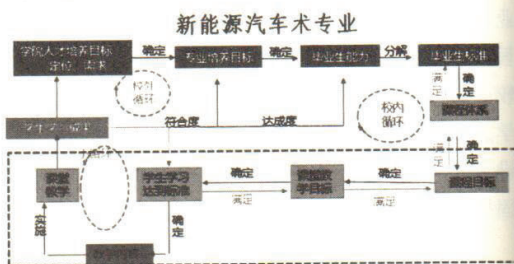 新能源汽车术专业
学院人才培养目标 确定 专业培养目标 确定 毕业生能力 分解 毕业生标准
定位、需求
满足 确定
校外循环
校内循环
课程体系
符合度 达成度
满足 确定
课堂教学
学生学习达到标准
确定
满足
课程教学目标
确定
满足
课程目标
实施
确定